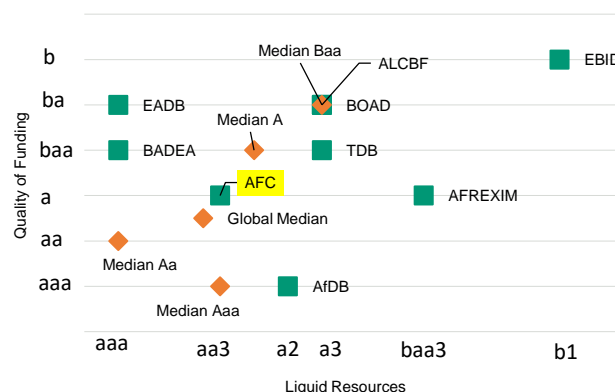 b
Median Baa
ALCBF
EBID
ba
EADB
BOAD
Median A
baa
BADEA
TDB
AFC
a
AFREXIM
Global Median
aa
Median Aa
aaa
AfDB
Median Aaa
Quality of Funding
aaa
aa3
a2
a3
baa3
b1
Liquid Resources